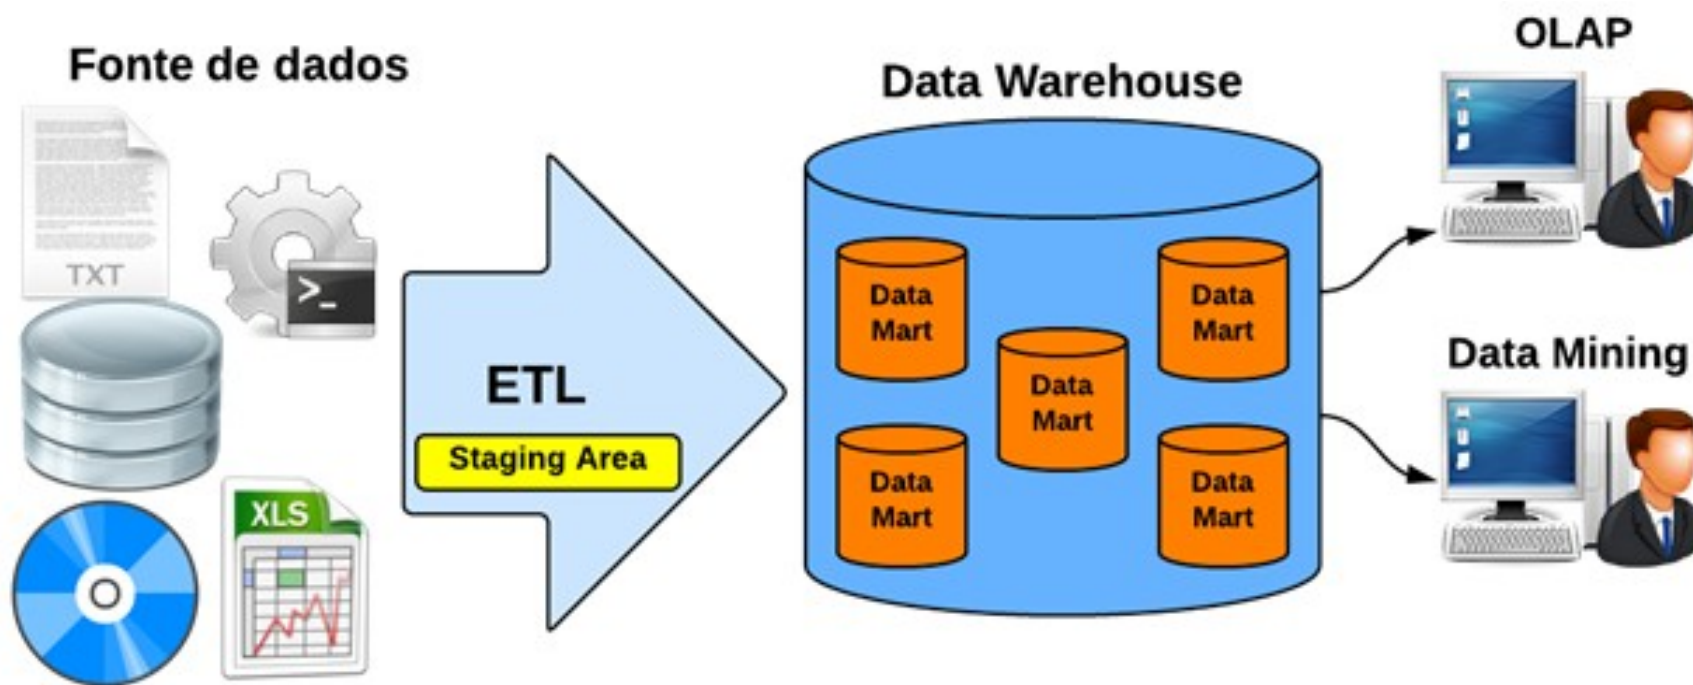 Fonte de dados
TXT
>_
XLS
ETL
Staging Area
Data Warehouse
Data
Mart
Data
Mart
Data
Mart
Data
Mart
Data
Mart
OLAP
Data Mining